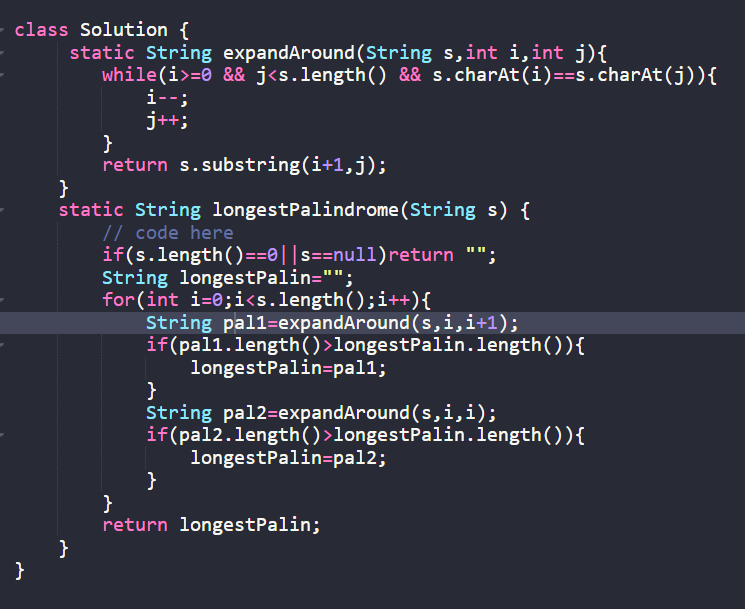 class Solution {
static String expandAround(String s,int i,int j){
while(i>=0 && j<s.length() && s.charAt(i)==s.charAt(j)){
i--;
j++;
}
return s.substring(i+1,j);
}
static String longestPalindrome(String s) {
// code here
if(s.length()==0||s==null)return "";
String longestPalin="";
for(int i=0;i<s.length();i++){
String pal1=expandAround(s,i,i+1);
if(pal1.length()>longestPalin.length()){
longestPalin=pal1;
}
String pal2=expandAround(s,i,i);
if(pal2.length()>longestPalin.length()){
longestPalin=pal2;
}
}
return longestPalin;
}
}